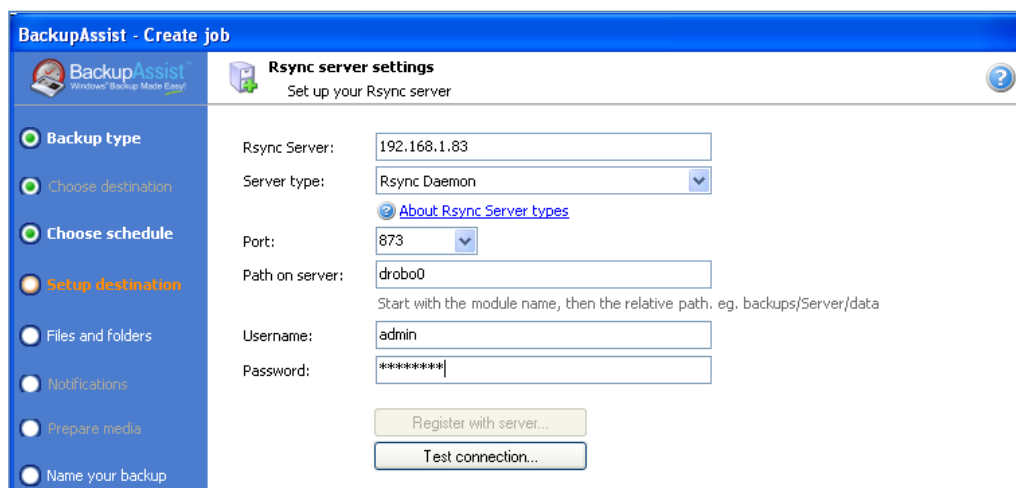 BackupAssist - Create job
BackupAssist™
Windows® Backup Made Easy!
Rsync server settings
Set up your Rsync server
?
Backup type
Choose destination
Choose schedule
Setup destination
Files and folders
Notifications
Prepare media
Name your backup
Rsync Server:
192.168.1.83
Server type:
Rsync Daemon
? About Rsync Server types
Port:
873
Path on server:
drobo0
Start with the module name, then the relative path. eg. backups/Server/data
Username:
admin
Password:
********
Register with server...
Test connection...